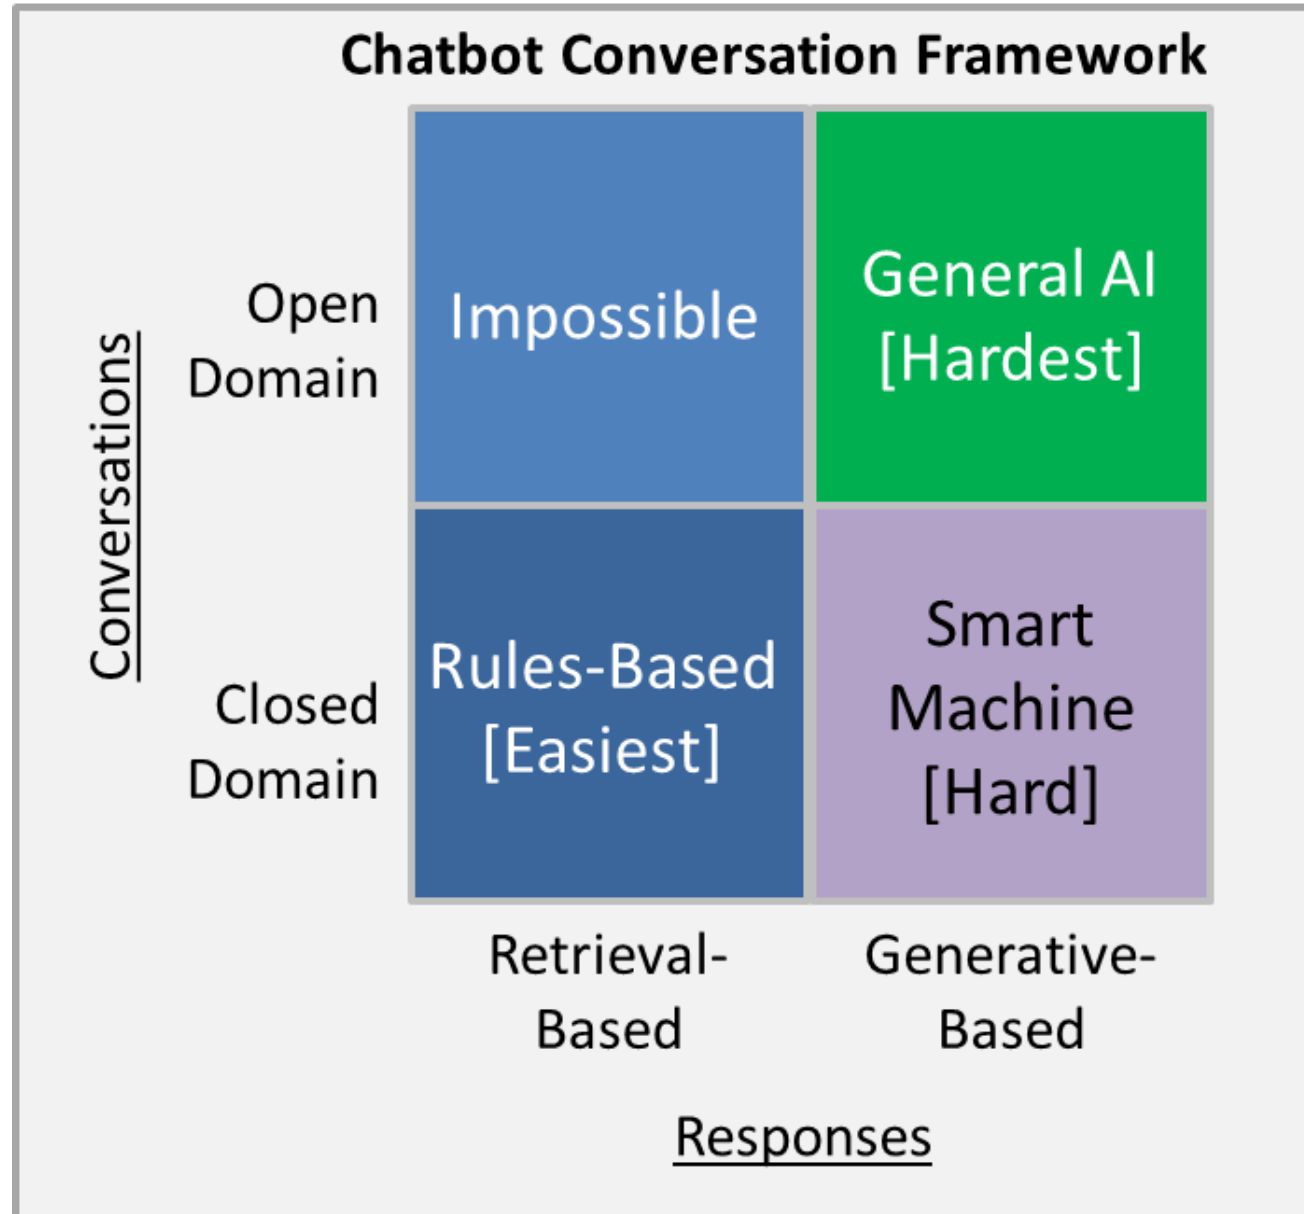 Chatbot Conversation Framework
Conversations
Open
Domain
Impossible
General AI
[Hardest]
Closed
Domain
Rules-Based
[Easiest]
Smart
Machine
[Hard]
Retrieval-
Based
Generative-
Based
Responses